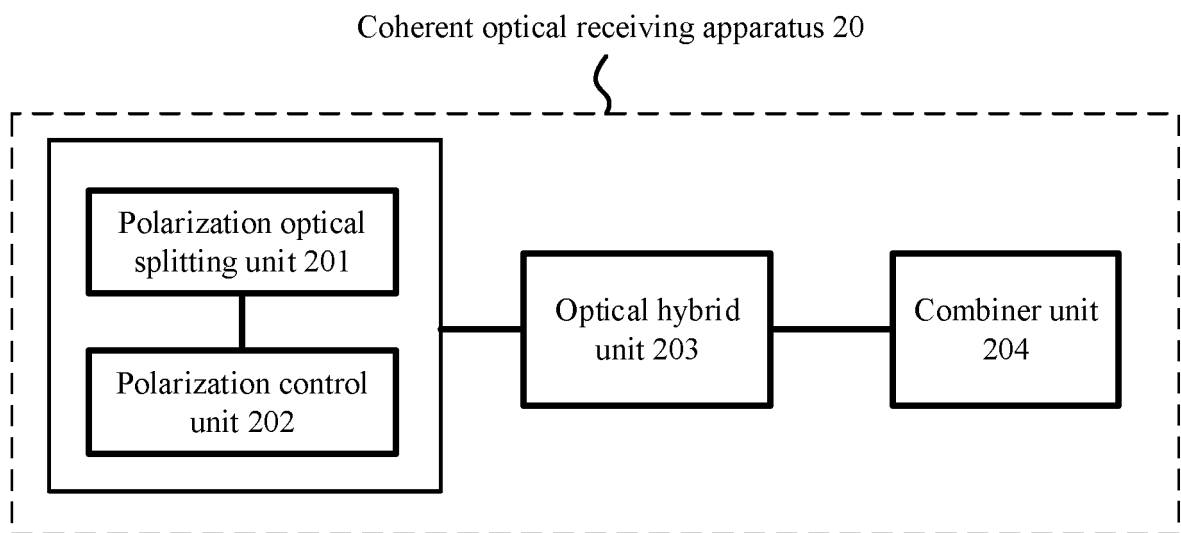 Coherent optical receiving apparatus 20
Polarization optical
splitting unit 201
Polarization control
unit 202
Optical hybrid
unit 203
Combiner unit
204